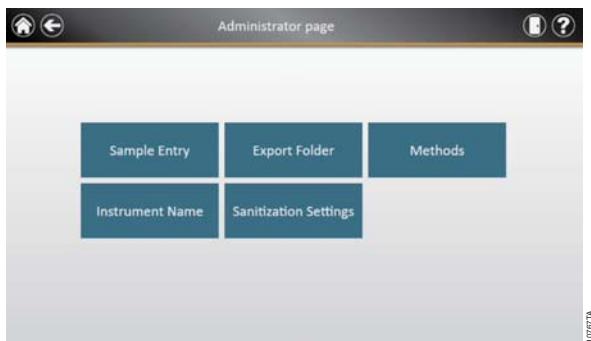 Administrator page
?
Sample Entry
Export Folder
Methods
Instrument Name
Sanitization Settings